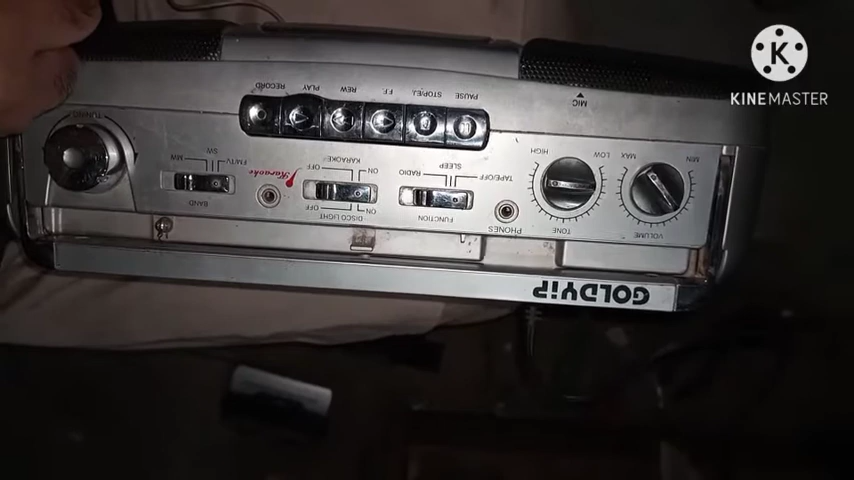 KINEMASTER
GOLDYIP
VOLUME
MIN
MAX
TONE
LOW
HIGH
PHONES
FUNCTION
TAPE/OFF
SLEEP
RADIO
DISCO LIGHT
ON
OFF
KARAOKE
ON
OFF
Karaoke
BAND
FM/TV
SW
MW
TUNING
MIC
PAUSE
STOP/EJ
F.F.
REW
PLAY
RECORD